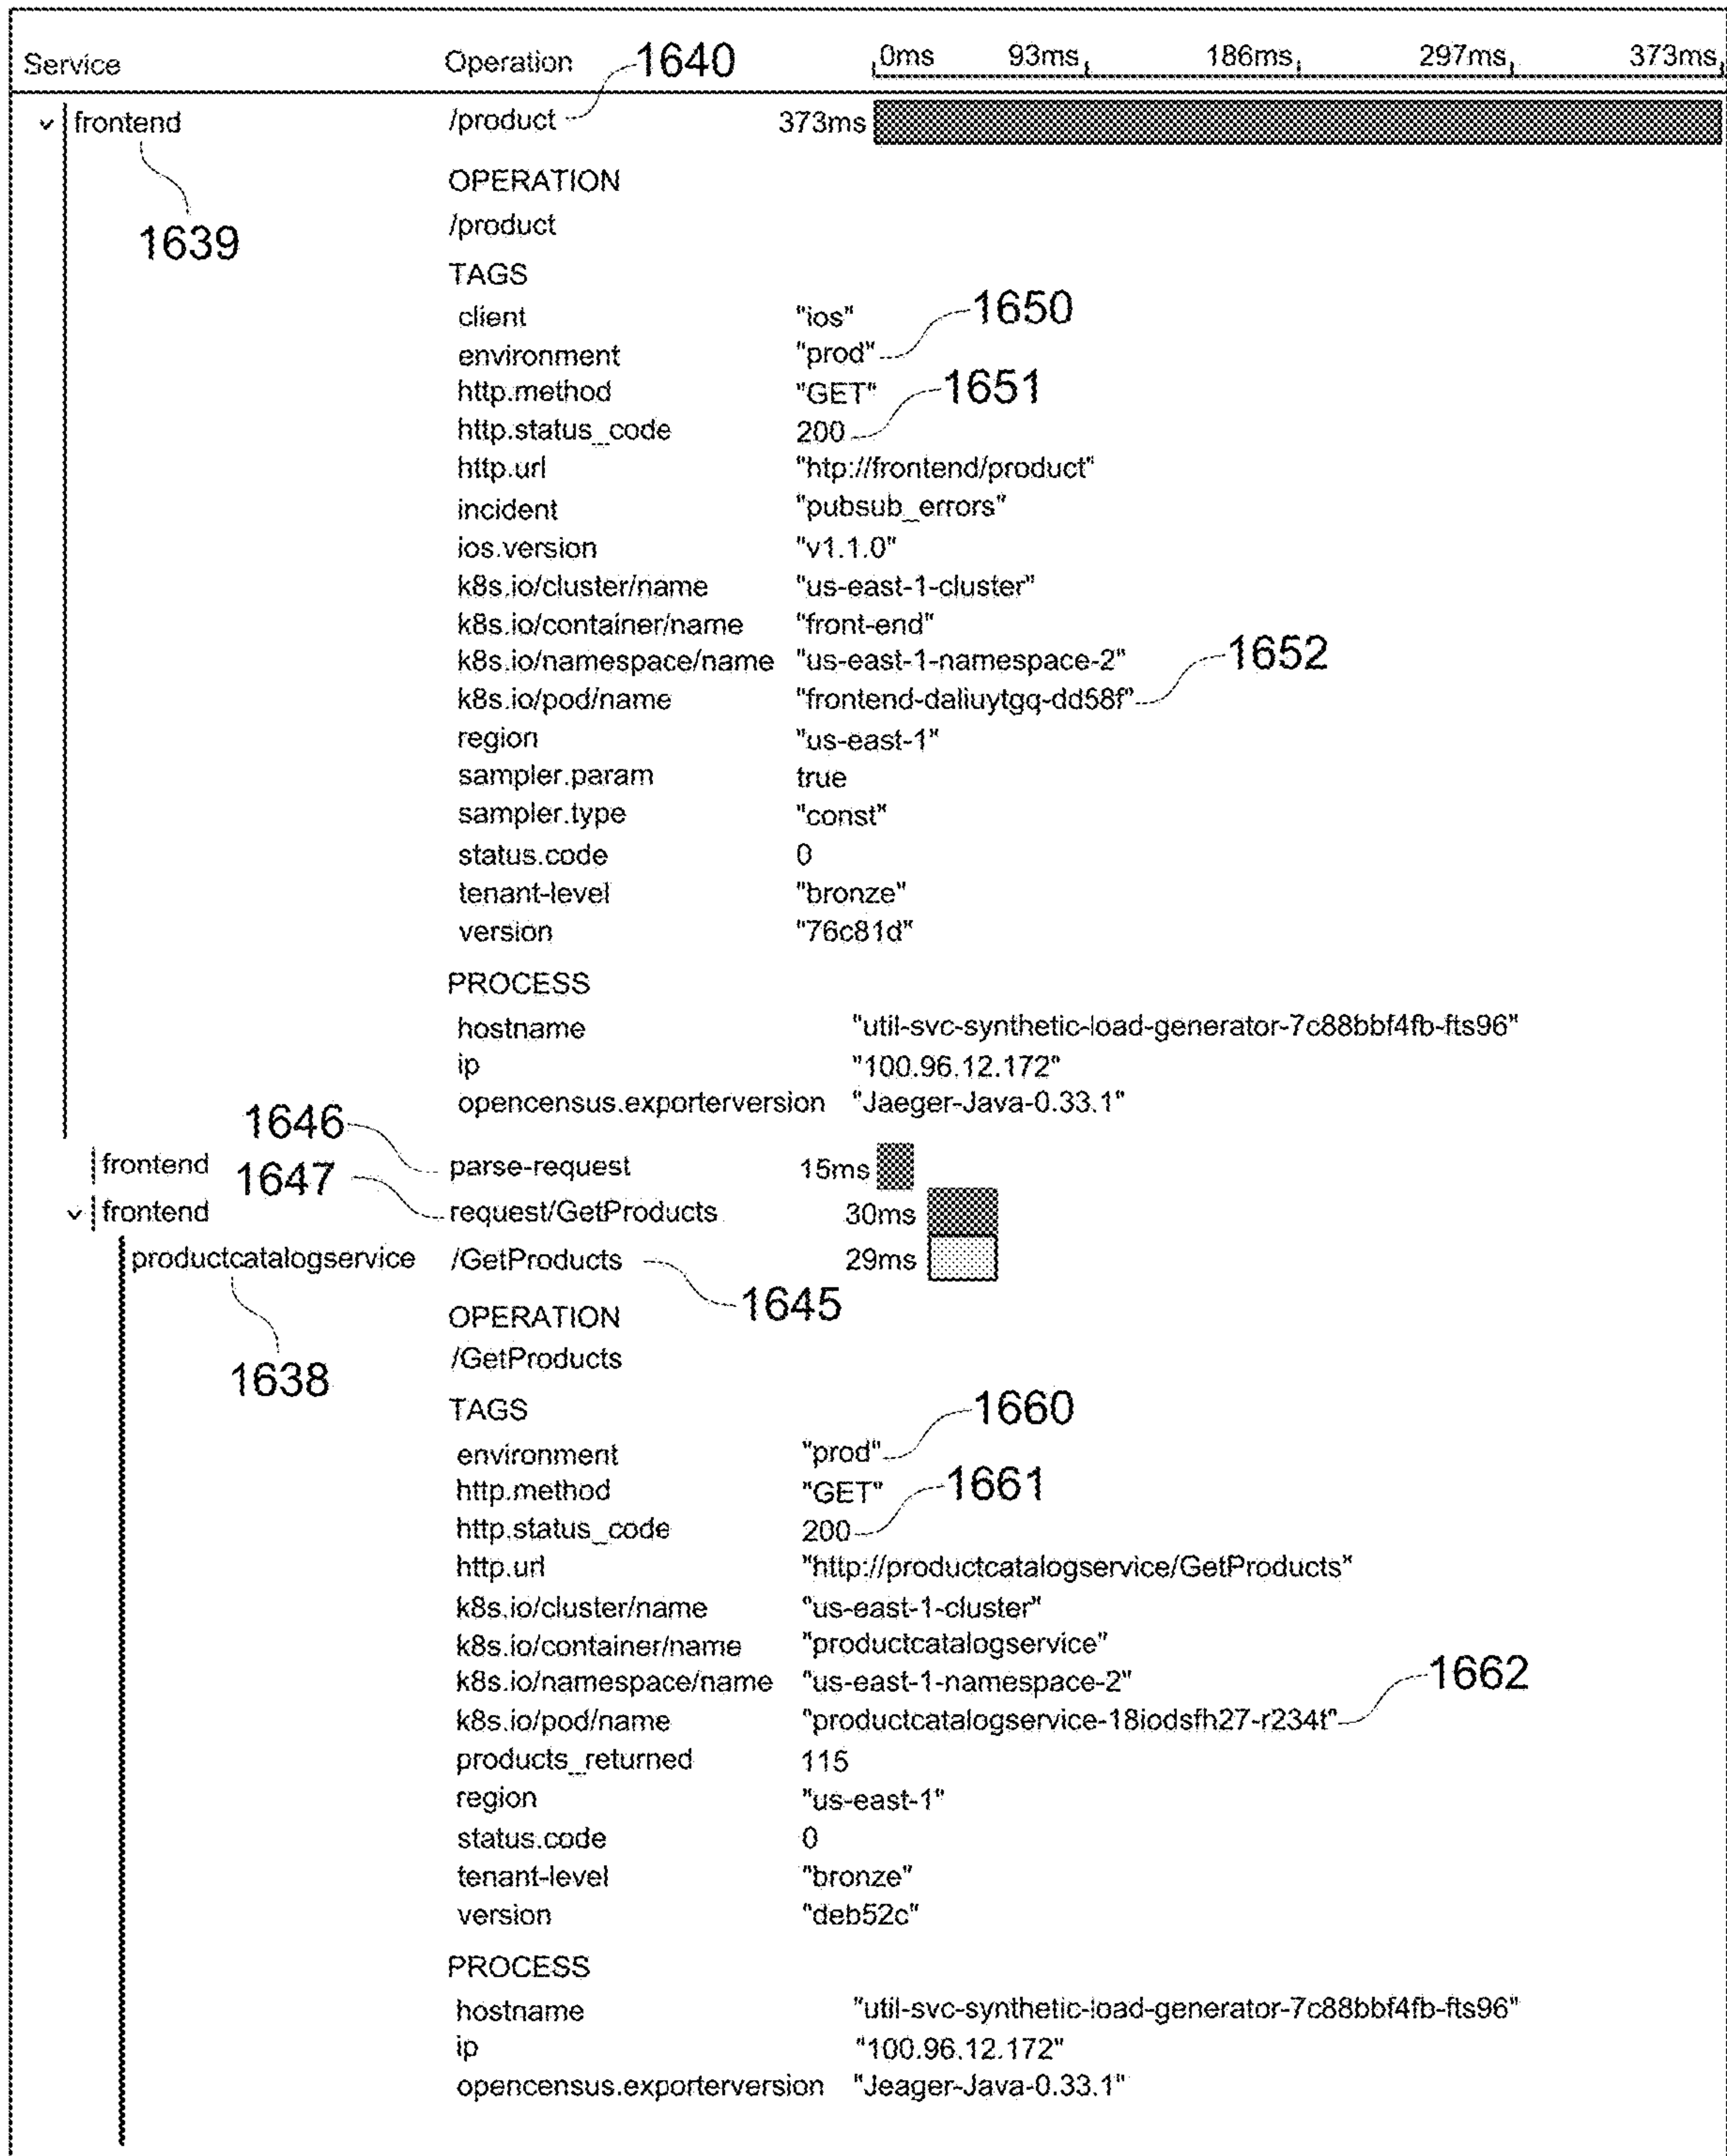 Service Operation 1640 0ms 93ms 186ms 297ms 373ms
frontend /product 373ms
1639
OPERATION
/product
TAGS
client "ios" 1650
environment "prod"
http.method "GET" 1651
http.status_code 200
http.url "htp://frontend/product"
incident "pubsub_errors"
ios.version "v1.1.0"
k8s.io/cluster/name "us-east-1-cluster"
k8s.io/container/name "front-end"
k8s.io/namespace/name "us-east-1-namespace-2" 1652
k8s.io/pod/name "frontend-daliuytgq-dd58f"
region "us-east-1"
sampler.param true
sampler.type "const"
status.code 0
tenant-level "bronze"
version "76c81d"
PROCESS
hostname "util-svc-synthetic-load-generator-7c88bbf4fb-fts96"
ip "100.96.12.172"
opencensus.exporterversion "Jaeger-Java-0.33.1"
1646
frontend parse-request 15ms
1647
frontend request/GetProducts 30ms
productcatalogservice /GetProducts 29ms
1645
1638
OPERATION
/GetProducts
TAGS 1660
environment "prod"
http.method "GET" 1661
http.status_code 200
http.url "http://productcatalogservice/GetProducts"
k8s.io/cluster/name "us-east-1-cluster"
k8s.io/container/name "productcatalogservice"
k8s.io/namespace/name "us-east-1-namespace-2" 1662
k8s.io/pod/name "productcatalogservice-18iodsfh27-r234t"
products_returned 115
region "us-east-1"
status.code 0
tenant-level "bronze"
version "deb52c"
PROCESS
hostname "util-svc-synthetic-load-generator-7c88bbf4fb-fts96"
ip "100.96.12.172"
opencensus.exporterversion "Jeager-Java-0.33.1"